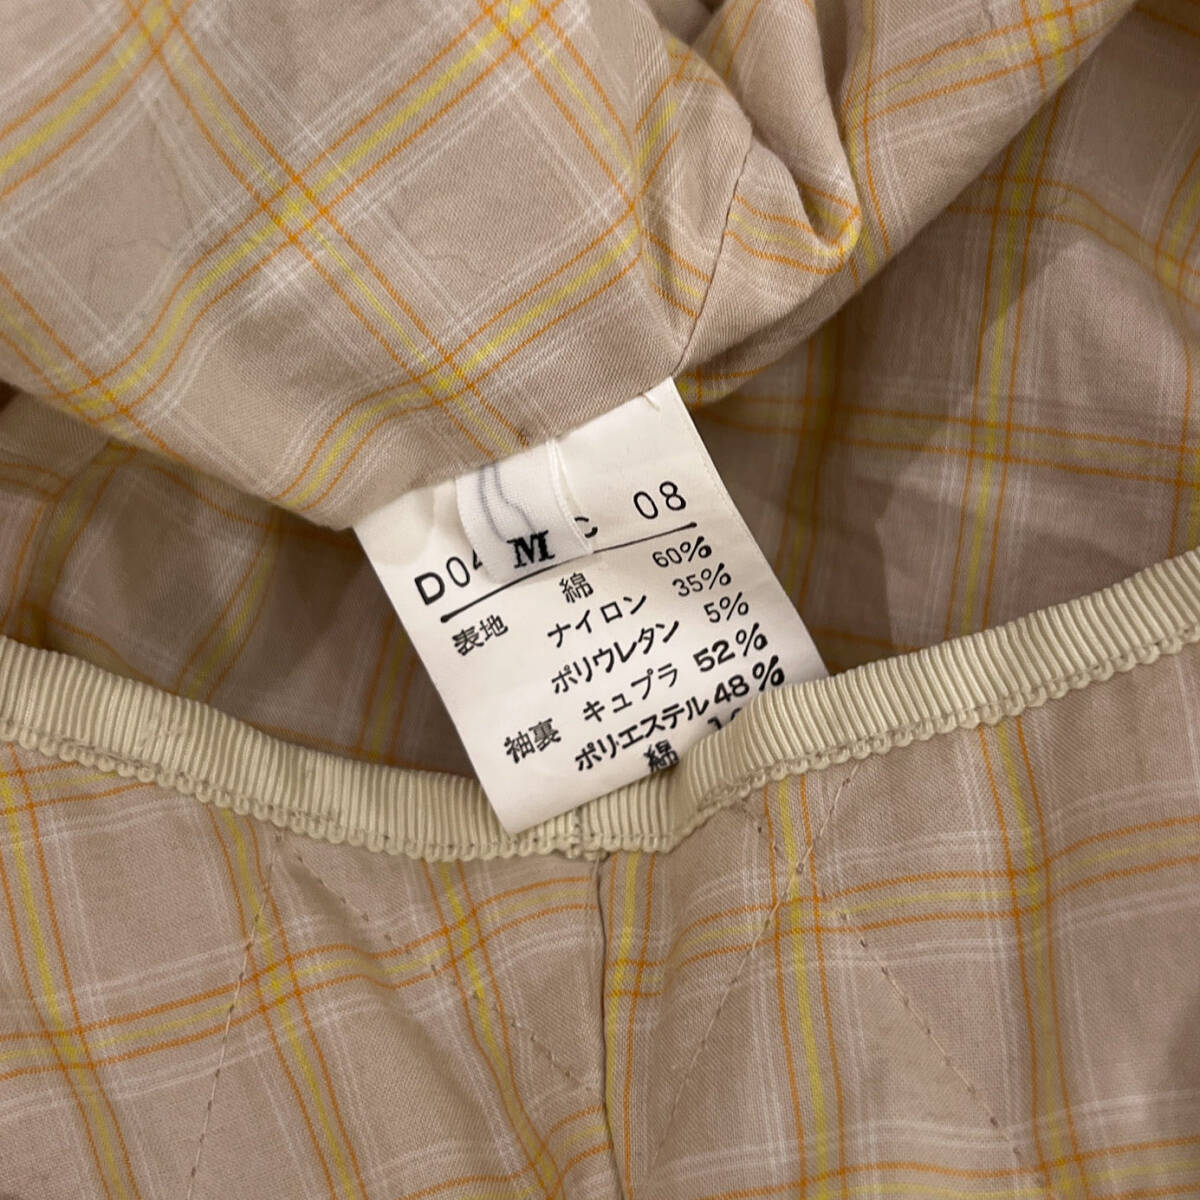 D04 C 08
M
表地 綿 60%
ナイロン 35%
ポリウレタン 5%
袖裏 キュプラ 52%
ポリエステル 48%
綿